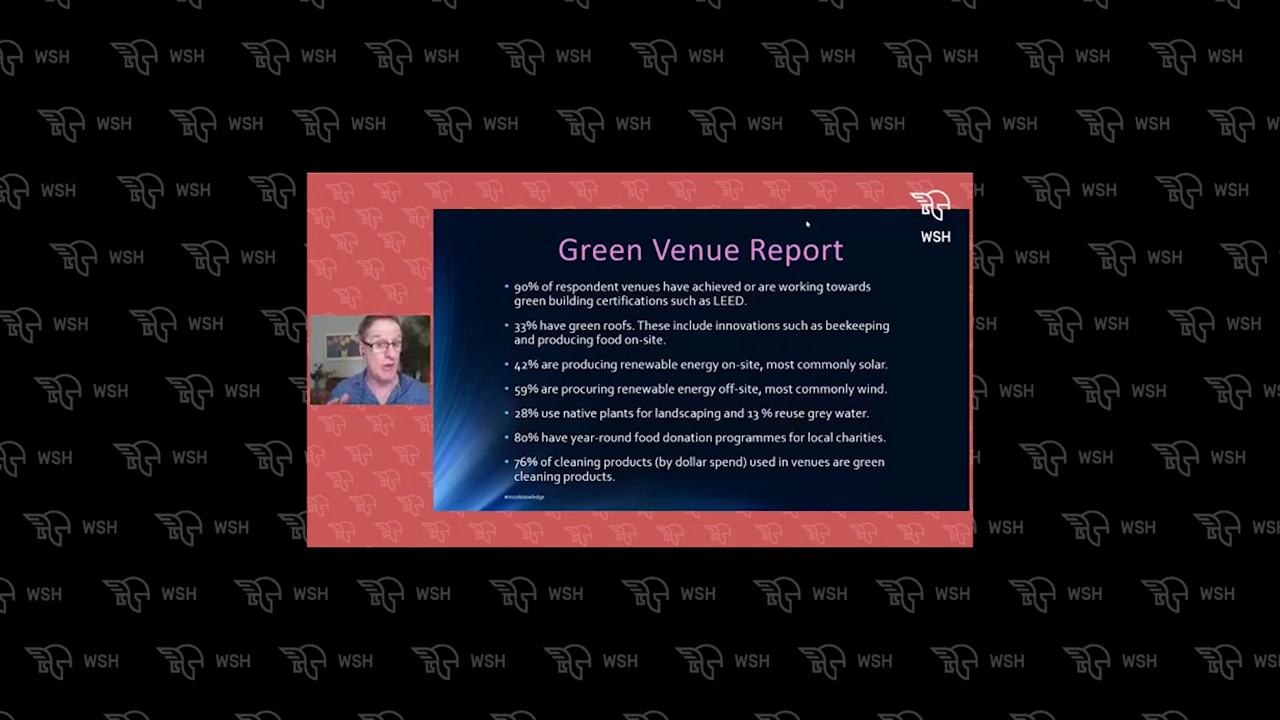 WSH
Green Venue Report
• 90% of respondent venues have achieved or are working towards
green building certifications such as LEED.
• 33% have green roofs. These include innovations such as beekeeping
and producing food on-site.
• 42% are producing renewable energy on-site, most commonly solar.
• 59% are procuring renewable energy off-site, most commonly wind.
• 28% use native plants for landscaping and 13 % reuse grey water.
• 80% have year-round food donation programmes for local charities.
• 76% of cleaning products (by dollar spend) used in venues are green
cleaning products.
#miceknowledge